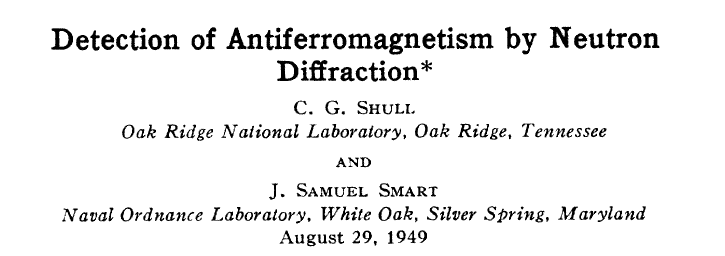 Detection of Antiferromagnetism by Neutron
Diffraction*
C. G. SHULL
Oak Ridge National Laboratory, Oak Ridge, Tennessee
AND
J. SAMUEL SMART
Naval Ordnance Laboratory, White Oak, Silver Spring, Maryland
August 29, 1949